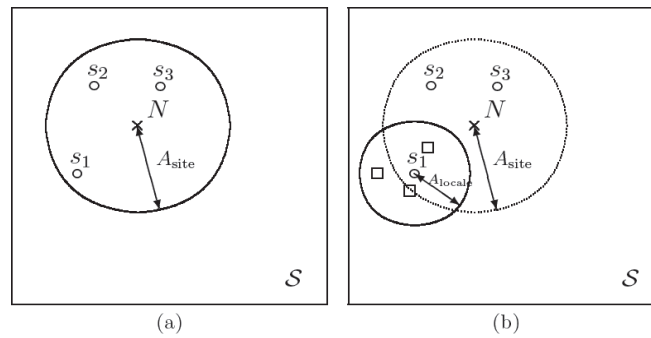 s₂ s₃
N
s₁ A_site
𝒮
(a)
s₂ s₃
N
s₁ A_site
A_locale
𝒮
(b)